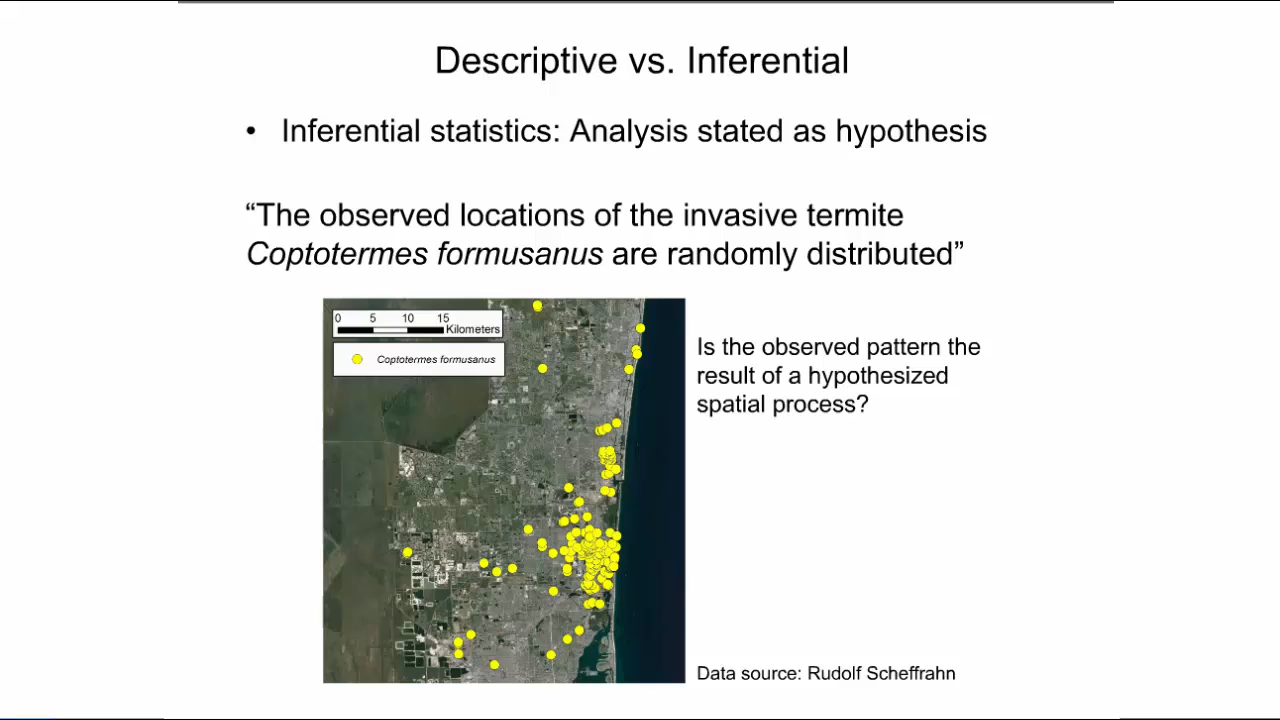 Descriptive vs. Inferential
• Inferential statistics: Analysis stated as hypothesis
“The observed locations of the invasive termite
Coptotermes formusanus are randomly distributed”
0 5 10 15
Kilometers
Coptotermes formusanus
Is the observed pattern the
result of a hypothesized
spatial process?
Data source: Rudolf Scheffrahn